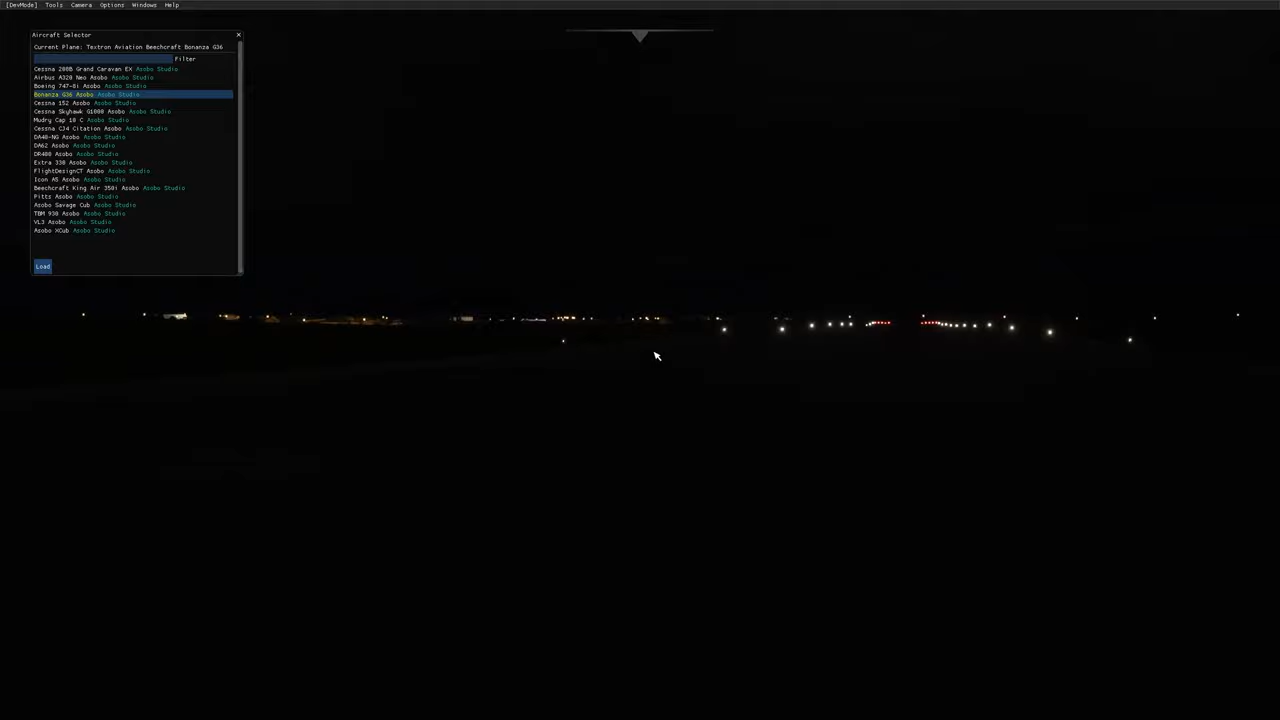 [DevMode] Tools Camera Options Windows Help
Aircraft Selector
Current Plane: Textron Aviation Beechcraft Bonanza G36
Filter
Cessna 208B Grand Caravan EX Asobo Studio
Airbus A320 Neo Asobo Asobo Studio
Boeing 747-8i Asobo Asobo Studio
Bonanza G36 Asobo Asobo Studio
Cessna 152 Asobo Asobo Studio
Cessna Skyhawk G1000 Asobo Asobo Studio
Mudry Cap 10 C Asobo Studio
Cessna CJ4 Citation Asobo Asobo Studio
DA40-NG Asobo Asobo Studio
DA62 Asobo Asobo Studio
DR400 Asobo Asobo Studio
Extra 330 Asobo Asobo Studio
FlightDesignCT Asobo Asobo Studio
Icon A5 Asobo Asobo Studio
Beechcraft King Air 350i Asobo Asobo Studio
Pitts Asobo Asobo Studio
Asobo Savage Cub Asobo Studio
TBM 930 Asobo Asobo Studio
VL3 Asobo Asobo Studio
Asobo XCub Asobo Studio
Load